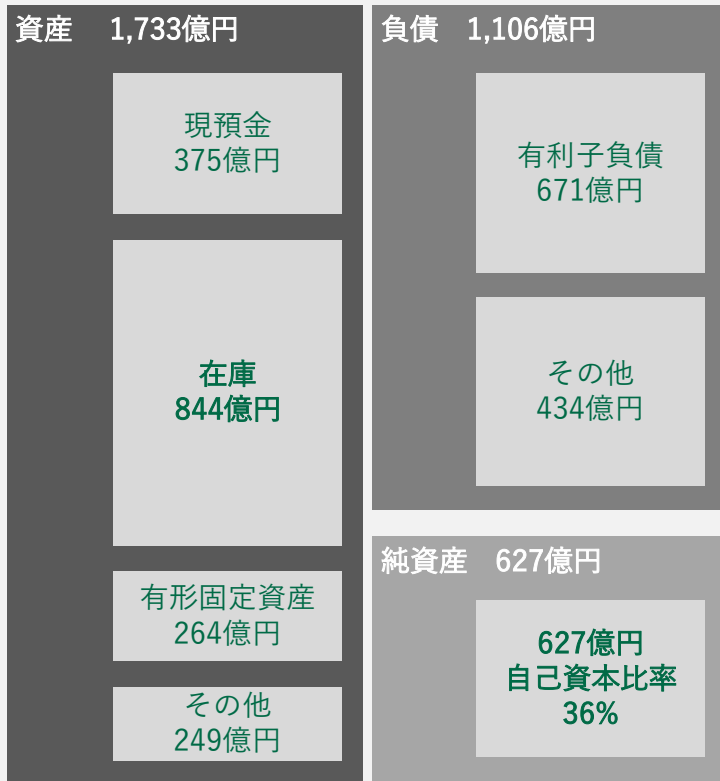 資産　1,733億円
現預金
375億円
在庫
844億円
有形固定資産
264億円
その他
249億円
負債　1,106億円
有利子負債
671億円
その他
434億円
純資産　627億円
627億円
自己資本比率
36%